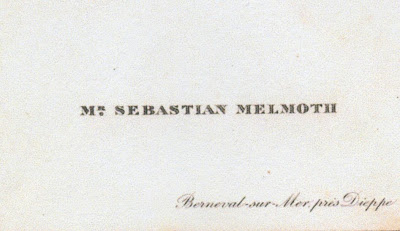 Mr. SEBASTIAN MELMOTH
Berneval-sur-Mer, près Dieppe